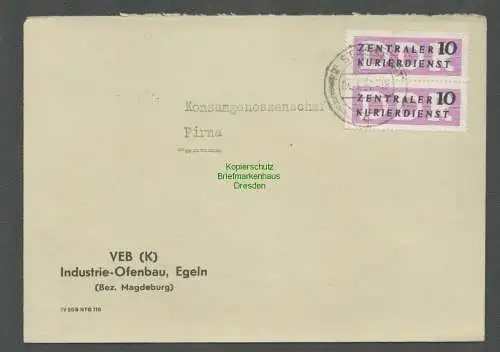 ZENTRALER 10
KURIERDIENST
ZENTRALER 10
KURIERDIENST
Konsumgenossenschaf
Pirna
Kopierschutz
Briefmarkenhaus
Dresden
VEB (K)
Industrie-Ofenbau, Egeln
(Bez. Magdeburg)